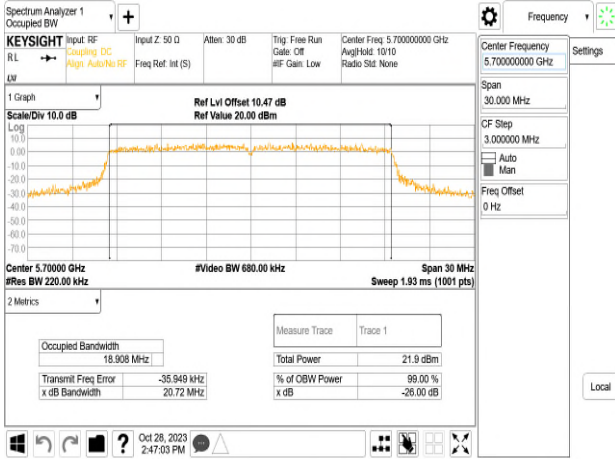 Spectrum Analyzer 1
Occupied BW
Frequency
KEYSIGHT Input: RF Input Z: 50 Ω Atten: 30 dB Trig: Free Run Center Freq: 5.700000000 GHz
RL Coupling: DC Gate: Off Avg|Hold: 10/10
Align: Auto/No RF Freq Ref: Int (S) #IF Gain: Low Radio Std: None
LXI
Center Frequency
5.700000000 GHz
Settings
Span
30.000 MHz
CF Step
3.000000 MHz
Auto
Man
Freq Offset
0 Hz
Local
1 Graph
Scale/Div 10.0 dB
Ref Lvl Offset 10.47 dB
Ref Value 20.00 dBm
Log
10.0
0.00
-10.0
-20.0
-30.0
-40.0
-50.0
-60.0
-70.0
Center 5.70000 GHz #Video BW 680.00 kHz Span 30 MHz
#Res BW 220.00 kHz Sweep 1.93 ms (1001 pts)
2 Metrics
Measure Trace Trace 1
Occupied Bandwidth
18.908 MHz
Total Power 21.9 dBm
Transmit Freq Error -35.949 kHz % of OBW Power 99.00 %
x dB Bandwidth 20.72 MHz x dB -26.00 dB
? Oct 28, 2023
2:47:03 PM